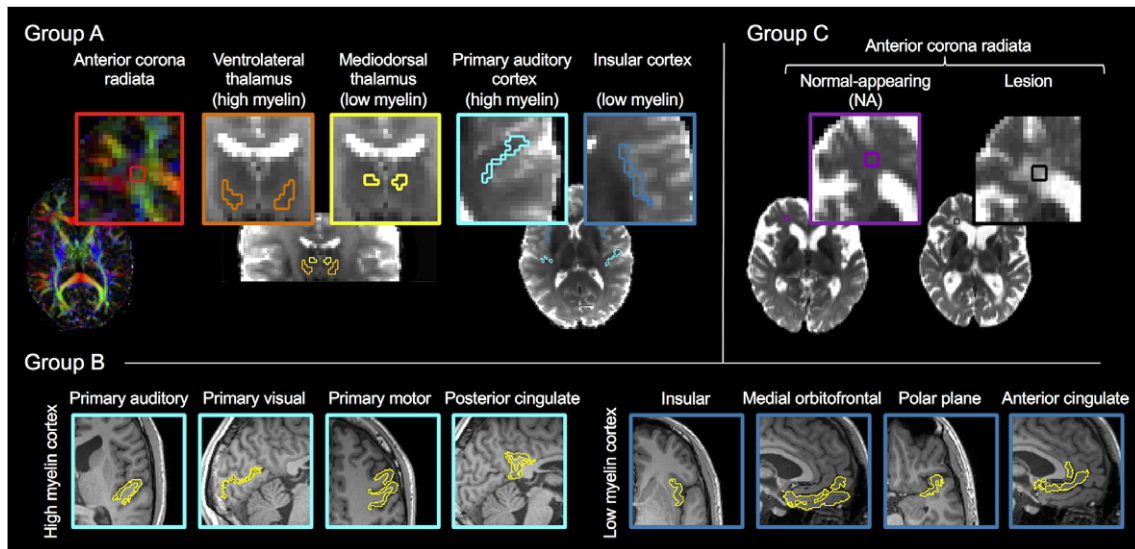 Group A
Anterior corona
radiata
Ventrolateral
thalamus
(high myelin)
Mediodorsal
thalamus
(low myelin)
Primary auditory
cortex
(high myelin)
Insular cortex
(low myelin)
Group C
Anterior corona radiata
Normal-appearing
(NA)
Lesion
Group B
High myelin cortex
Primary auditory
Primary visual
Primary motor
Posterior cingulate
Low myelin cortex
Insular
Medial orbitofrontal
Polar plane
Anterior cingulate